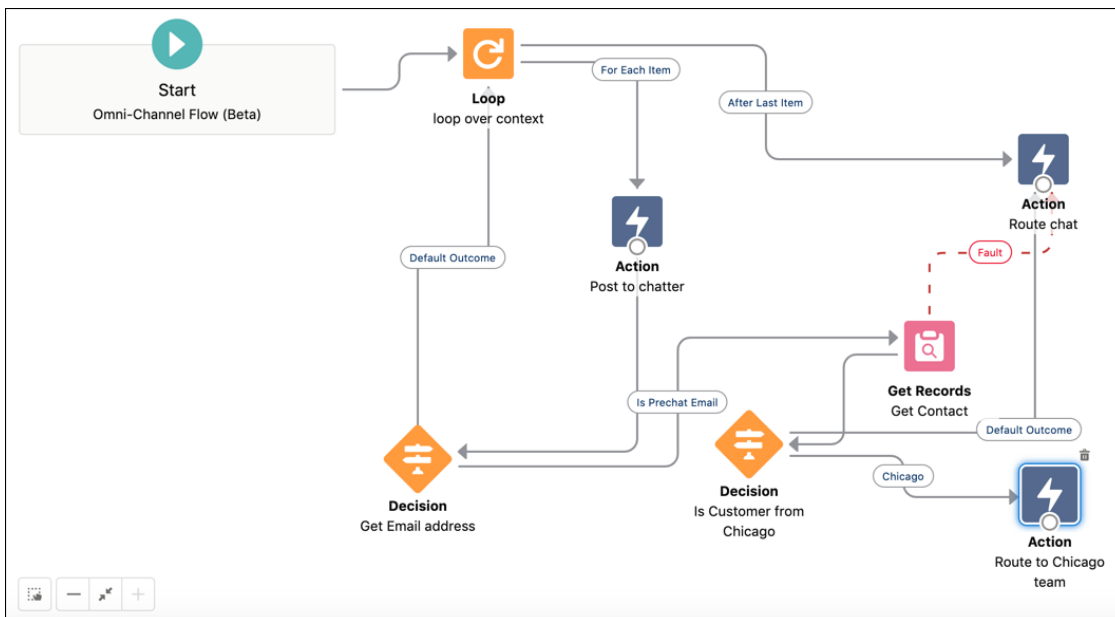 Start
Omni-Channel Flow (Beta)
Loop
loop over context
For Each Item
After Last Item
Action
Route chat
Default Outcome
Action
Post to chatter
Fault
Get Records
Get Contact
Is Prechat Email
Default Outcome
Decision
Get Email address
Decision
Is Customer from
Chicago
Chicago
Action
Route to Chicago
team